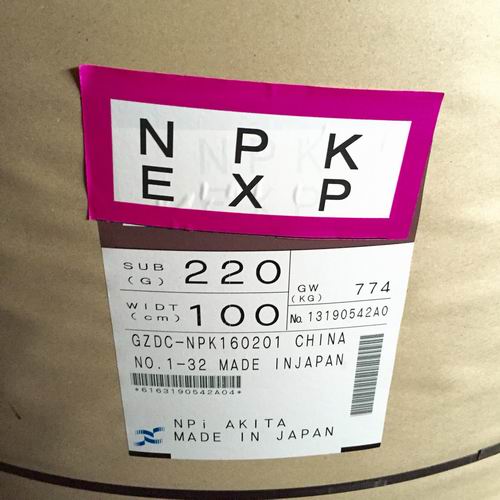 N P K
E X P
SUB (G) 220
GW (KG) 774
WIDT (cm) 100
No. 13190542A0
GZDC-NPK160201 CHINA
NO.1-32 MADE INJAPAN
*6163190542A04*
NPi AKITA
MADE IN JAPAN